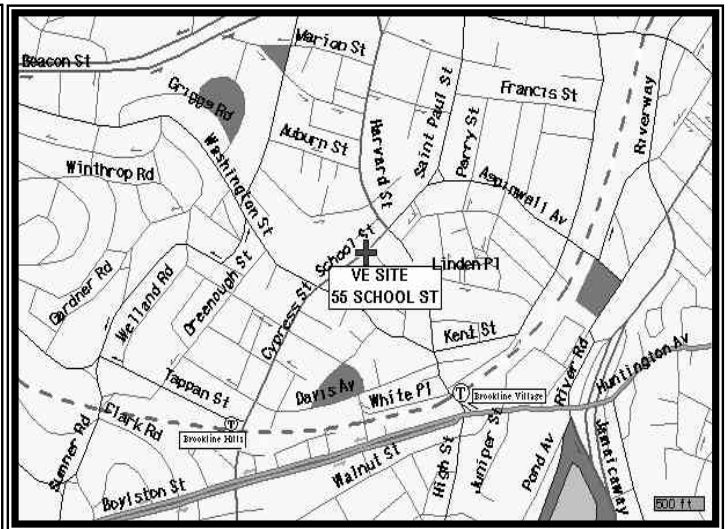 Beacon St
Marion St
Griggs Rd
Francis St
Riverway
Saint Paul St
Perry St
Harvard St
Auburn St
Washington St
Winthrop Rd
Aspinwall Av
School St
Linden Pl
VE SITE
55 SCHOOL ST
Greenough St
Welland Rd
Gardner Rd
Cypress St
Kent St
Huntington Av
River Rd
Tappan St
Davis Av
White Pl
T
Brookline Village
T
Brookline Hills
Clark Rd
Sumner Rd
Walnut St
High St
Juniper St
Pond Av
Jamaicaway
Boylston St
500 ft